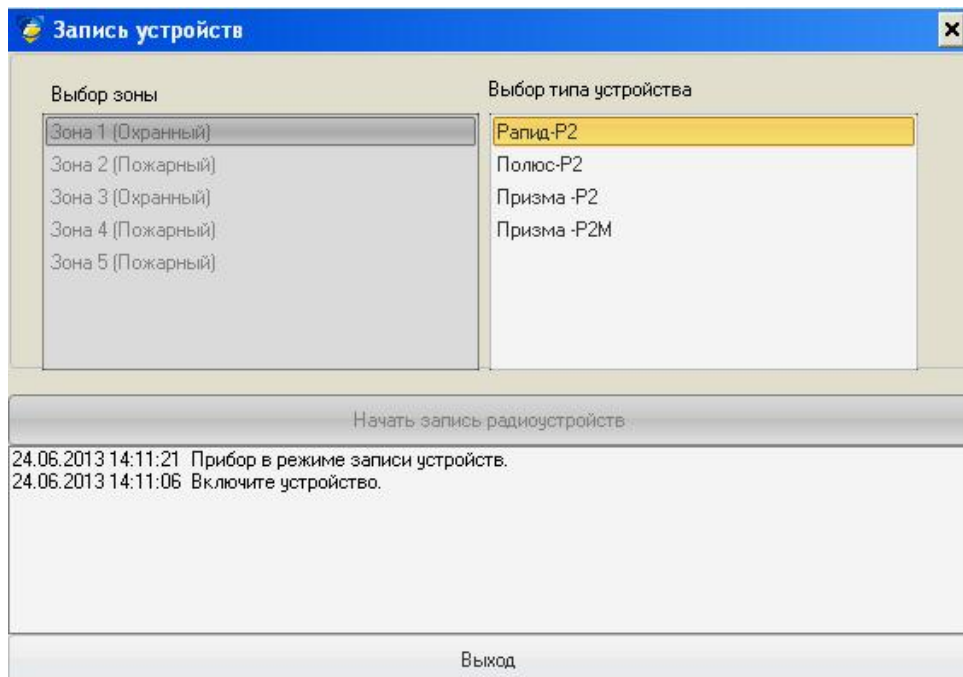 Запись устройств
Выбор зоны
Выбор типа устройства
Зона 1 (Охранный)
Зона 2 (Пожарный)
Зона 3 (Охранный)
Зона 4 (Пожарный)
Зона 5 (Пожарный)
Рапид-Р2
Полюс-Р2
Призма -Р2
Призма -Р2М
Начать запись радиоустройств
24.06.2013 14:11:21 Прибор в режиме записи устройств.
24.06.2013 14:11:06 Включите устройство.
Выход